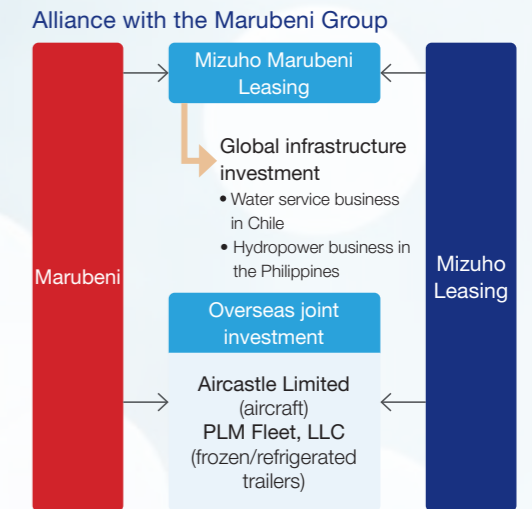 Alliance with the Marubeni Group
Mizuho Marubeni
Leasing
Global infrastructure
investment
• Water service business
in Chile
• Hydropower business in
the Philippines
Marubeni
Mizuho
Leasing
Overseas joint
investment
Aircastle Limited
(aircraft)
PLM Fleet, LLC
(frozen/refrigerated
trailers)